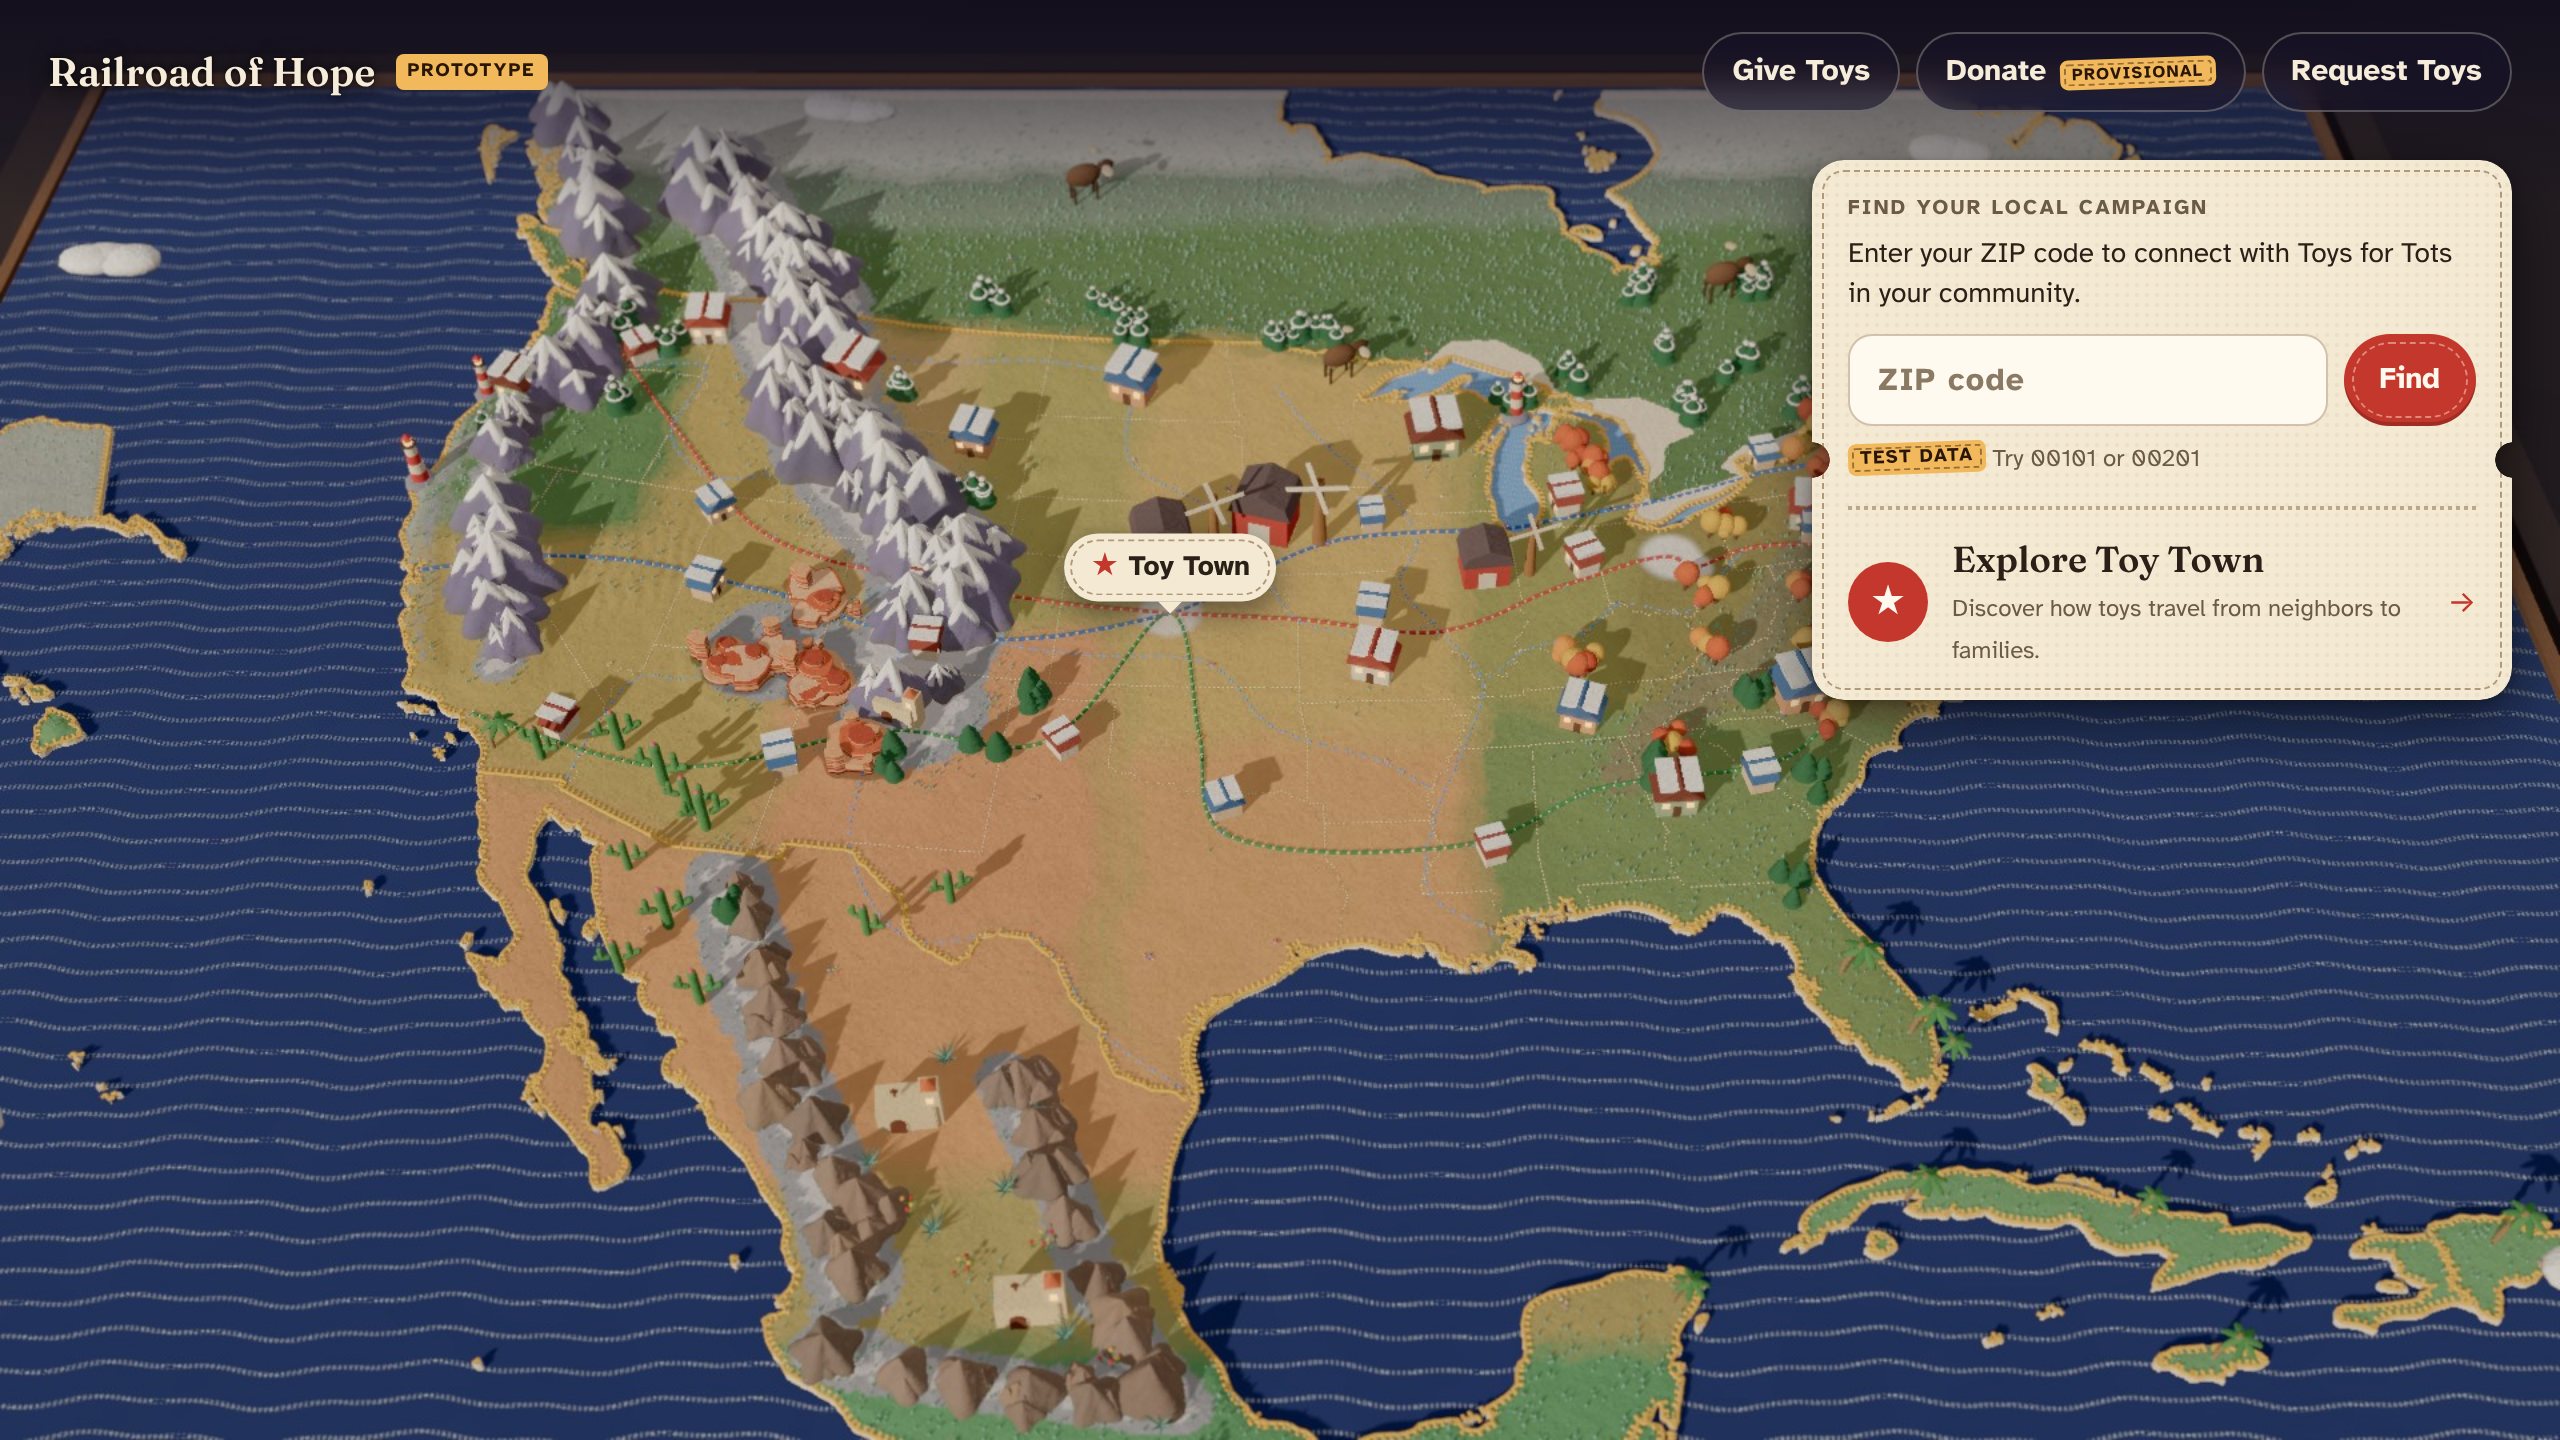 Railroad of Hope PROTOTYPE
Give Toys
Donate PROVISIONAL
Request Toys
FIND YOUR LOCAL CAMPAIGN
Enter your ZIP code to connect with Toys for Tots
in your community.
ZIP code
Find
TEST DATA Try 00101 or 00201
★ Toy Town
Explore Toy Town
Discover how toys travel from neighbors to
families.